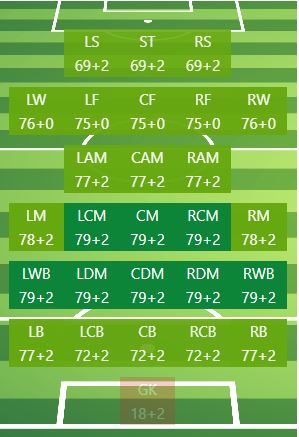 LS ST RS
69+2 69+2 69+2
LW LF CF RF RW
76+0 75+0 75+0 75+0 76+0
LAM CAM RAM
77+2 77+2 77+2
LM LCM CM RCM RM
78+2 79+2 79+2 79+2 78+2
LWB LDM CDM RDM RWB
79+2 79+2 79+2 79+2 79+2
LB LCB CB RCB RB
77+2 72+2 72+2 72+2 77+2
GK
18+2